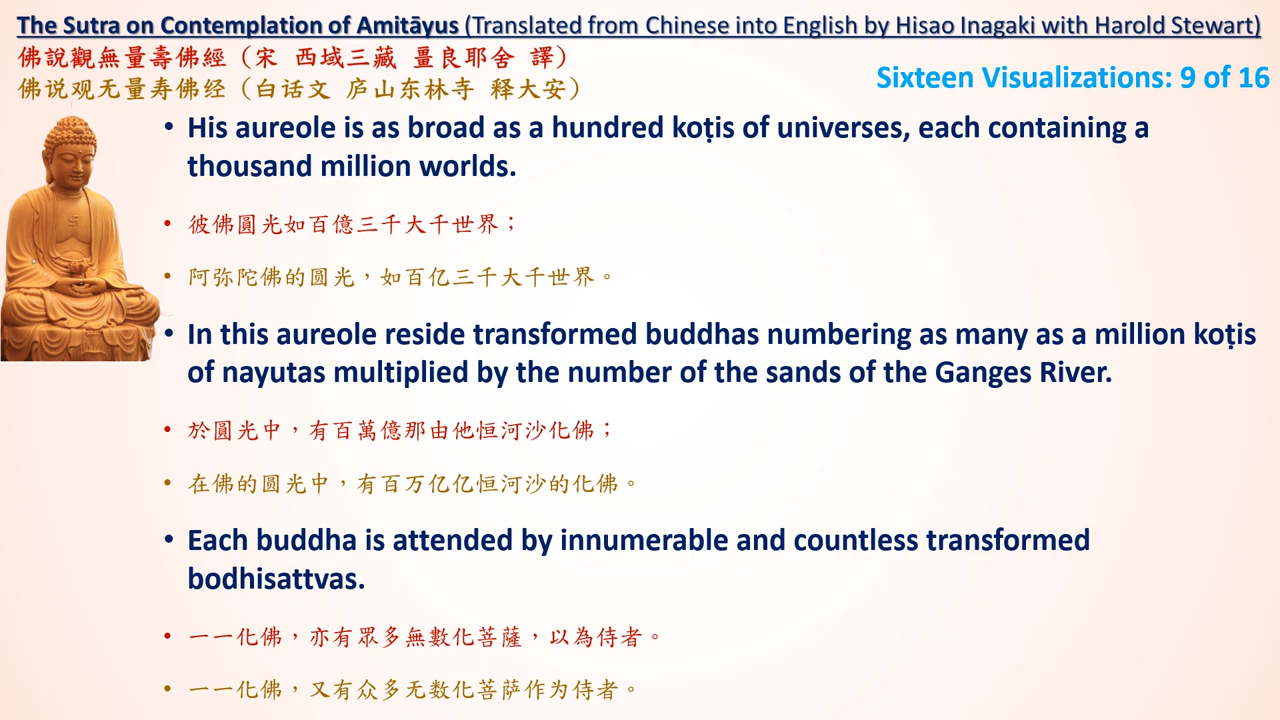 The Sutra on Contemplation of Amitāyus (Translated from Chinese into English by Hisao Inagaki with Harold Stewart)
佛說觀無量壽佛經（宋 西域三藏 畺良耶舍 譯）
佛说观无量寿佛经（白话文 庐山东林寺 释大安）
Sixteen Visualizations: 9 of 16
• His aureole is as broad as a hundred koṭis of universes, each containing a
thousand million worlds.
• 彼佛圓光如百億三千大千世界；
• 阿弥陀佛的圆光，如百亿三千大千世界。
• In this aureole reside transformed buddhas numbering as many as a million koṭis
of nayutas multiplied by the number of the sands of the Ganges River.
• 於圓光中，有百萬億那由他恒河沙化佛；
• 在佛的圆光中，有百万亿亿恒河沙的化佛。
• Each buddha is attended by innumerable and countless transformed
bodhisattvas.
• 一一化佛，亦有眾多無數化菩薩，以為侍者。
• 一一化佛，又有众多无数化菩萨作为侍者。